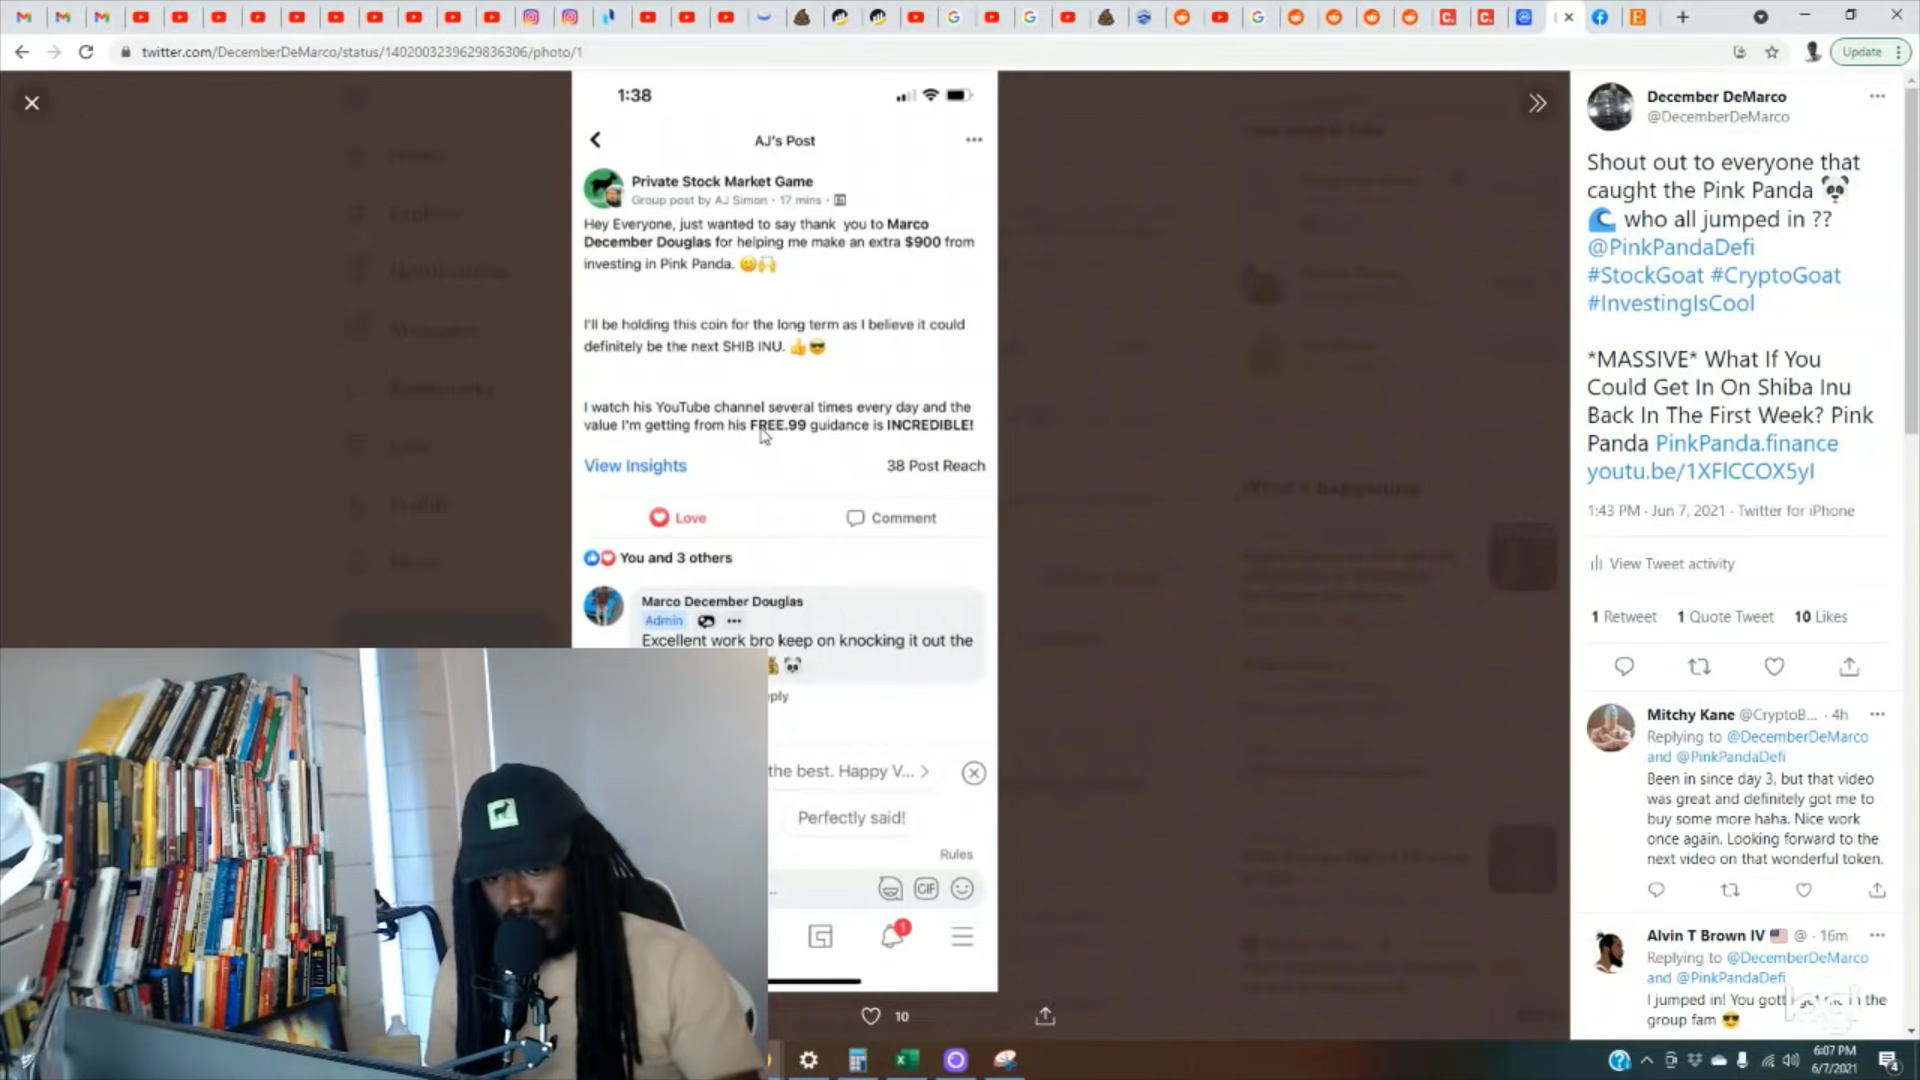 twitter.com/DecemberDeMarco/status/1402003239629836306/photo/1
Update
1:38
AJ's Post
Private Stock Market Game
Group post by AJ Simon · 17 mins ·
Hey Everyone, just wanted to say thank you to Marco
December Douglas for helping me make an extra $900 from
investing in Pink Panda. 😀🙌
I'll be holding this coin for the long term as I believe it could
definitely be the next SHIB INU. 👍😎
I watch his YouTube channel several times every day and the
value I'm getting from his FREE.99 guidance is INCREDIBLE!
View Insights
38 Post Reach
Love
Comment
You and 3 others
Marco December Douglas
Admin
Excellent work bro keep on knocking it out the
🐼
ply
the best. Happy V...
Perfectly said!
Rules
GIF
1
10
December DeMarco
@DecemberDeMarco
Shout out to everyone that
caught the Pink Panda 🐼
🌊 who all jumped in ??
@PinkPandaDefi
#StockGoat #CryptoGoat
#InvestingIsCool
*MASSIVE* What If You
Could Get In On Shiba Inu
Back In The First Week? Pink
Panda PinkPanda.finance
youtu.be/1XFlCCOX5yI
1:43 PM · Jun 7, 2021 · Twitter for iPhone
View Tweet activity
1 Retweet 1 Quote Tweet 10 Likes
Mitchy Kane @CryptoB... · 4h
Replying to @DecemberDeMarco
and @PinkPandaDefi
Been in since day 3, but that video
was great and definitely got me to
buy some more haha. Nice work
once again. Looking forward to the
next video on that wonderful token.
Alvin T Brown IV 🇺🇸 @ · 16m
Replying to @DecemberDeMarco
and @PinkPandaDefi
I jumped in! You gott get me in the
group fam 😎
6:07 PM
6/7/2021
4